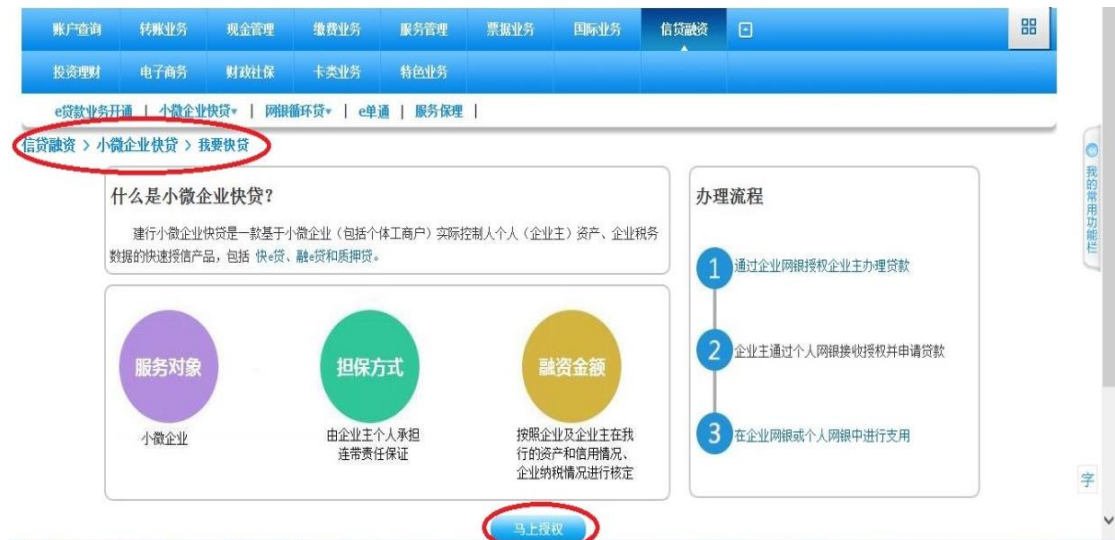 账户查询 转账业务 现金管理 缴费业务 服务管理 票据业务 国际业务 信贷融资
投资理财 电子商务 财政社保 卡类业务 特色业务
e贷款业务开通 | 小微企业快贷 | 网银循环贷 | e单通 | 服务保理 |
信贷融资 > 小微企业快贷 > 我要快贷
什么是小微企业快贷？
建行小微企业快贷是一款基于小微企业（包括个体工商户）实际控制人个人（企业主）资产、企业税务
数据的快速授信产品，包括 快e贷、融e贷和质押贷。
服务对象
小微企业
担保方式
由企业主个人承担
连带责任保证
融资金额
按照企业及企业主在我
行的资产和信用情况、
企业纳税情况进行核定
办理流程
1 通过企业网银授权企业主办理贷款
2 企业主通过个人网银接收授权并申请贷款
3 在企业网银或个人网银中进行支用
马上授权
我的常用功能栏
字